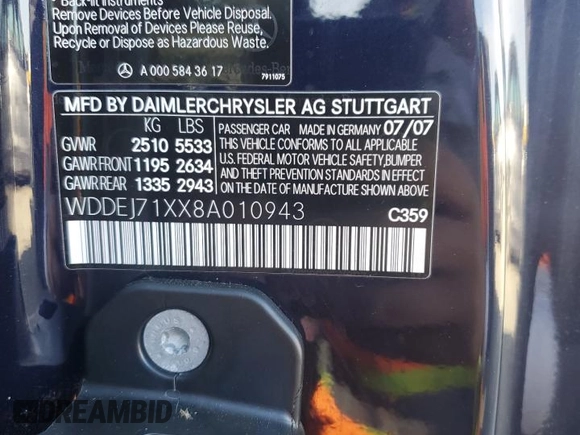 Back-lit Instruments
Remove Devices Before Vehicle Disposal.
Upon Removal of Devices Please Reuse,
Recycle or Dispose as Hazardous Waste.
A 000 584 36 17
7911075
MFD BY DAIMLERCHRYSLER AG STUTTGART
KG LBS
GVWR 2510 5533
GAWR FRONT 1195 2634
GAWR REAR 1335 2943
PASSENGER CAR MADE IN GERMANY 07/07
THIS VEHICLE CONFORMS TO ALL APPLICABLE
U.S. FEDERAL MOTOR VEHICLE SAFETY, BUMPER
AND THEFT PREVENTION STANDARDS IN EFFECT
ON THE DATE OF MANUFACTURE SHOWN ABOVE.
WDDEJ71XX8A010943
C359
DREAMBID